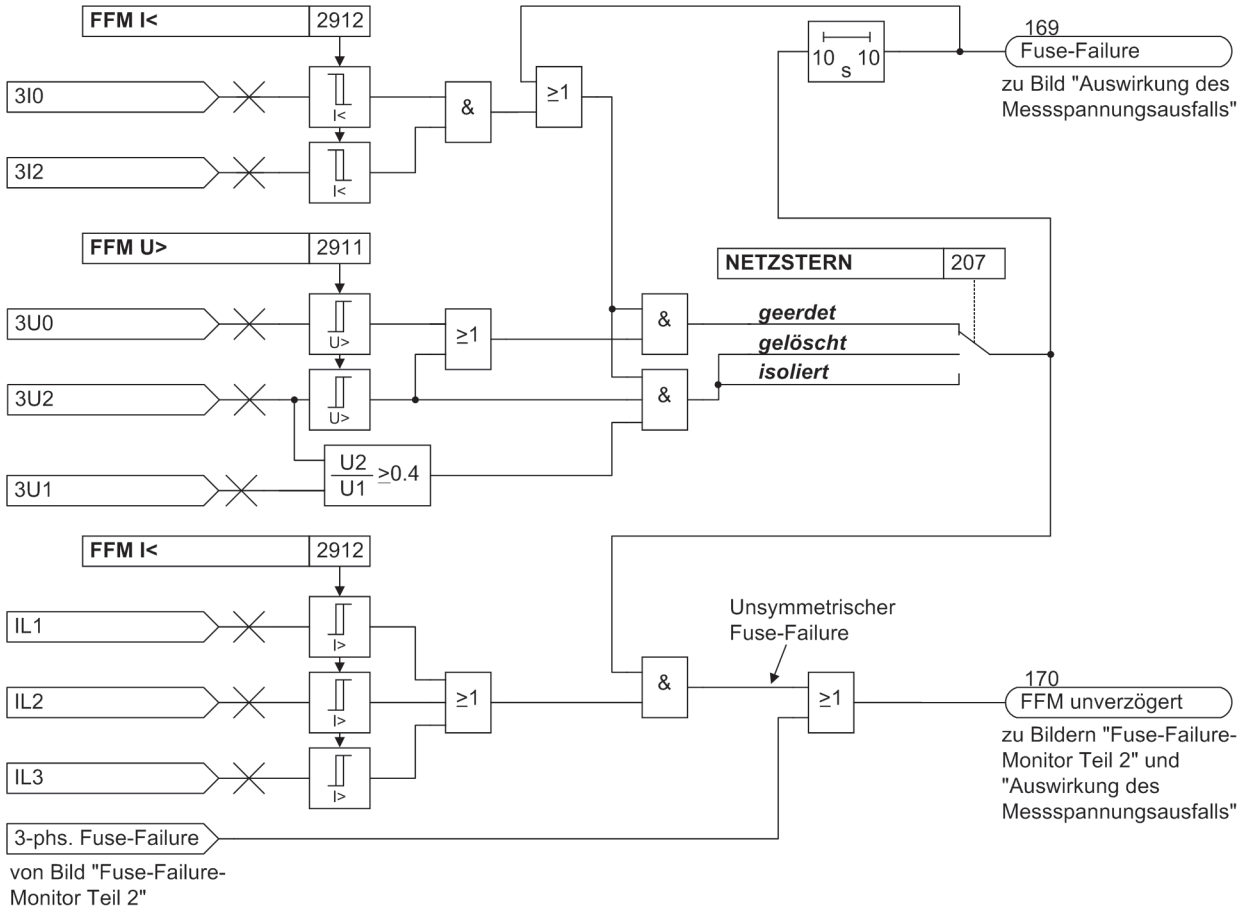 FFM I< 2912
3I0
I<
&
≥1
10 s 10
169
Fuse-Failure
zu Bild "Auswirkung des
Messspannungsausfalls"
3I2
I<
FFM U> 2911
3U0
U>
≥1
&
NETZSTERN 207
geerdet
gelöscht
isoliert
3U2
U>
&
3U1
U2
U1
≥0.4
FFM I< 2912
IL1
I>
IL2
I>
≥1
&
Unsymmetrischer
Fuse-Failure
≥1
170
FFM unverzögert
zu Bildern "Fuse-Failure-
Monitor Teil 2" und
"Auswirkung des
Messspannungsausfalls"
IL3
I>
3-phs. Fuse-Failure
von Bild "Fuse-Failure-
Monitor Teil 2"